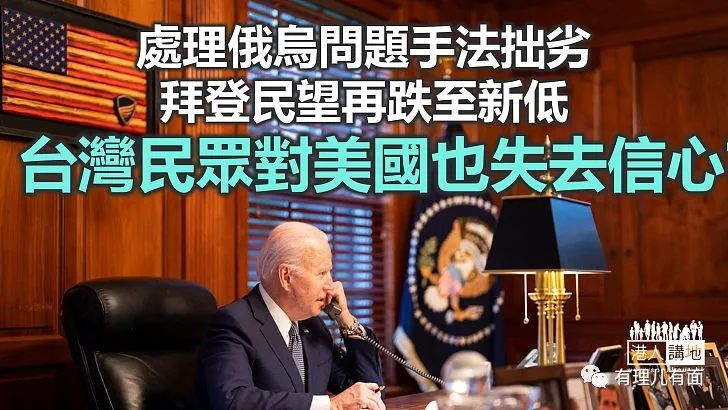 處理俄烏問題手法拙劣
拜登民望再跌至新低
台灣民眾對美國也失去信心
港人講地
有理儿有面